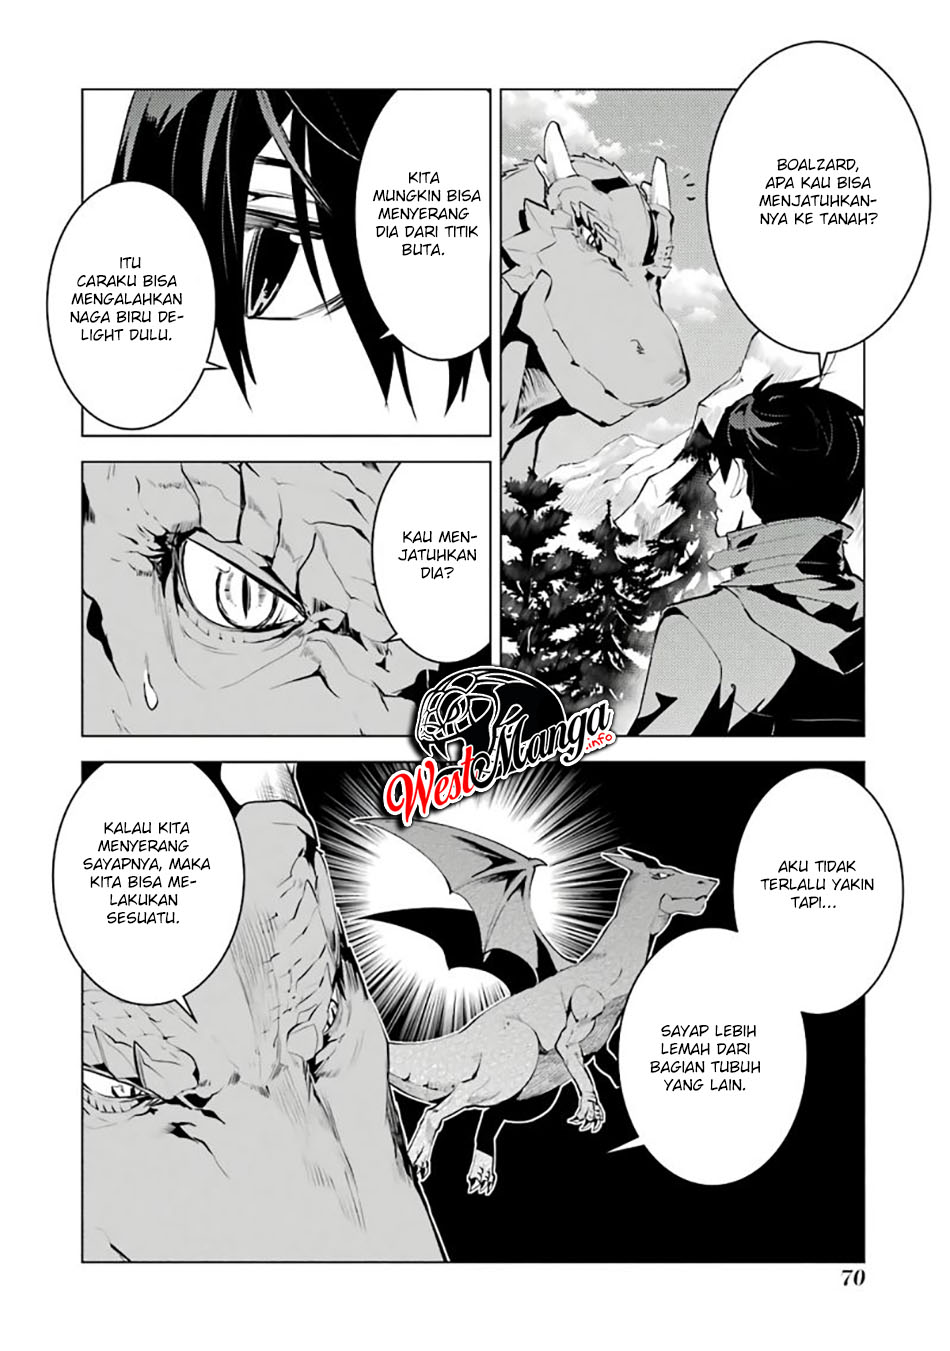 BOALZARD,
APA KAU BISA
MENJATUHKAN-
NYA KE TANAH?
KITA
MUNGKIN BISA
MENYERANG
DIA DARI TITIK
BUTA.
ITU
CARAKU BISA
MENGALAHKAN
NAGA BIRU DE-
LIGHT DULU.
KAU MEN-
JATUHKAN
DIA?
WestManga
.info
AKU TIDAK
TERLALU YAKIN
TAPI...
SAYAP LEBIH
LEMAH DARI
BAGIAN TUBUH
YANG LAIN.
KALAU KITA
MENYERANG
SAYAPNYA, MAKA
KITA BISA ME-
LAKUKAN
SESUATU.
70